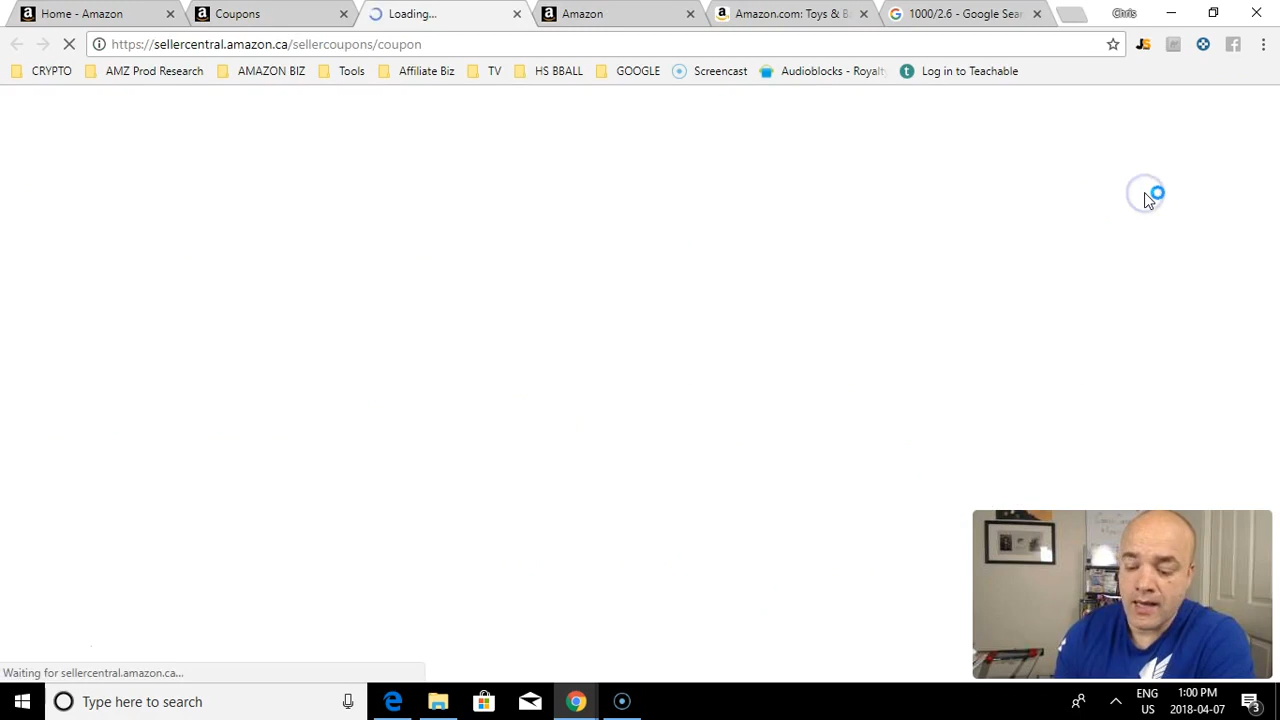 Home - Amazon
Coupons
Loading...
Amazon
Amazon.com: Toys & B
1000/2.6 - Google Sear
Chris
https://sellercentral.amazon.ca/sellercoupons/coupon
CRYPTO
AMZ Prod Research
AMAZON BIZ
Tools
Affiliate Biz
TV
HS BBALL
GOOGLE
Screencast
Audioblocks - Royalt
Log in to Teachable
Waiting for sellercentral.amazon.ca...
Type here to search
ENG
US
1:00 PM
2018-04-07
3